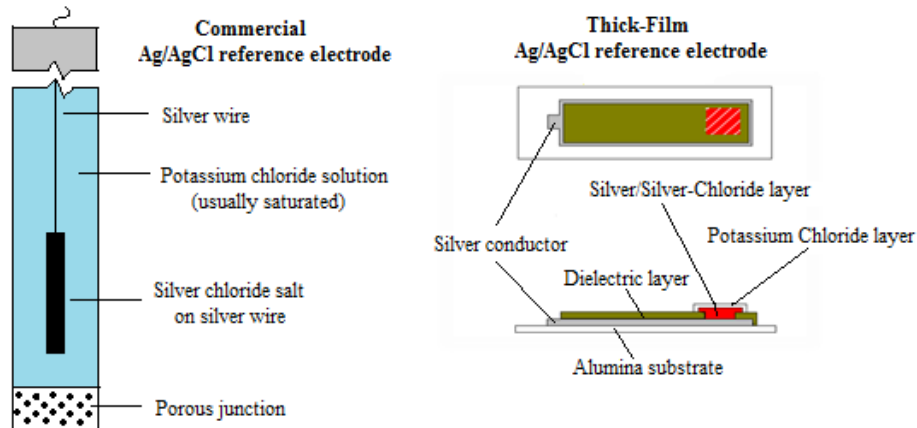 Commercial
Ag/AgCl reference electrode
Silver wire
Potassium chloride solution
(usually saturated)
Silver chloride salt
on silver wire
Porous junction
Thick-Film
Ag/AgCl reference electrode
Silver/Silver-Chloride layer
Potassium Chloride layer
Silver conductor
Dielectric layer
Alumina substrate